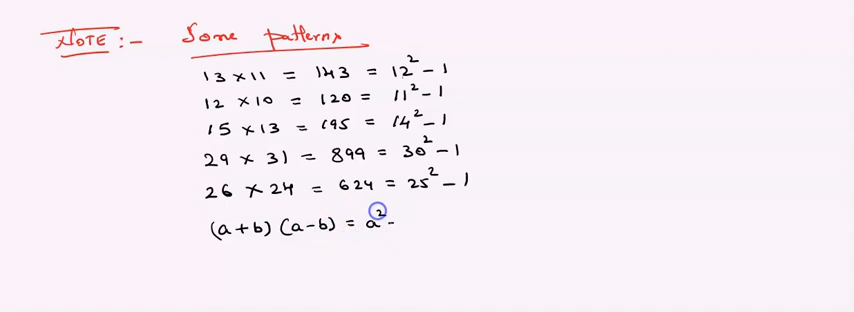 NOTE :- Some patterns
13 × 11 = 143 = 12² - 1
12 × 10 = 120 = 11² - 1
15 × 13 = 195 = 14² - 1
29 × 31 = 899 = 30² - 1
26 × 24 = 624 = 25² - 1
(a+b) (a-b) = a² -